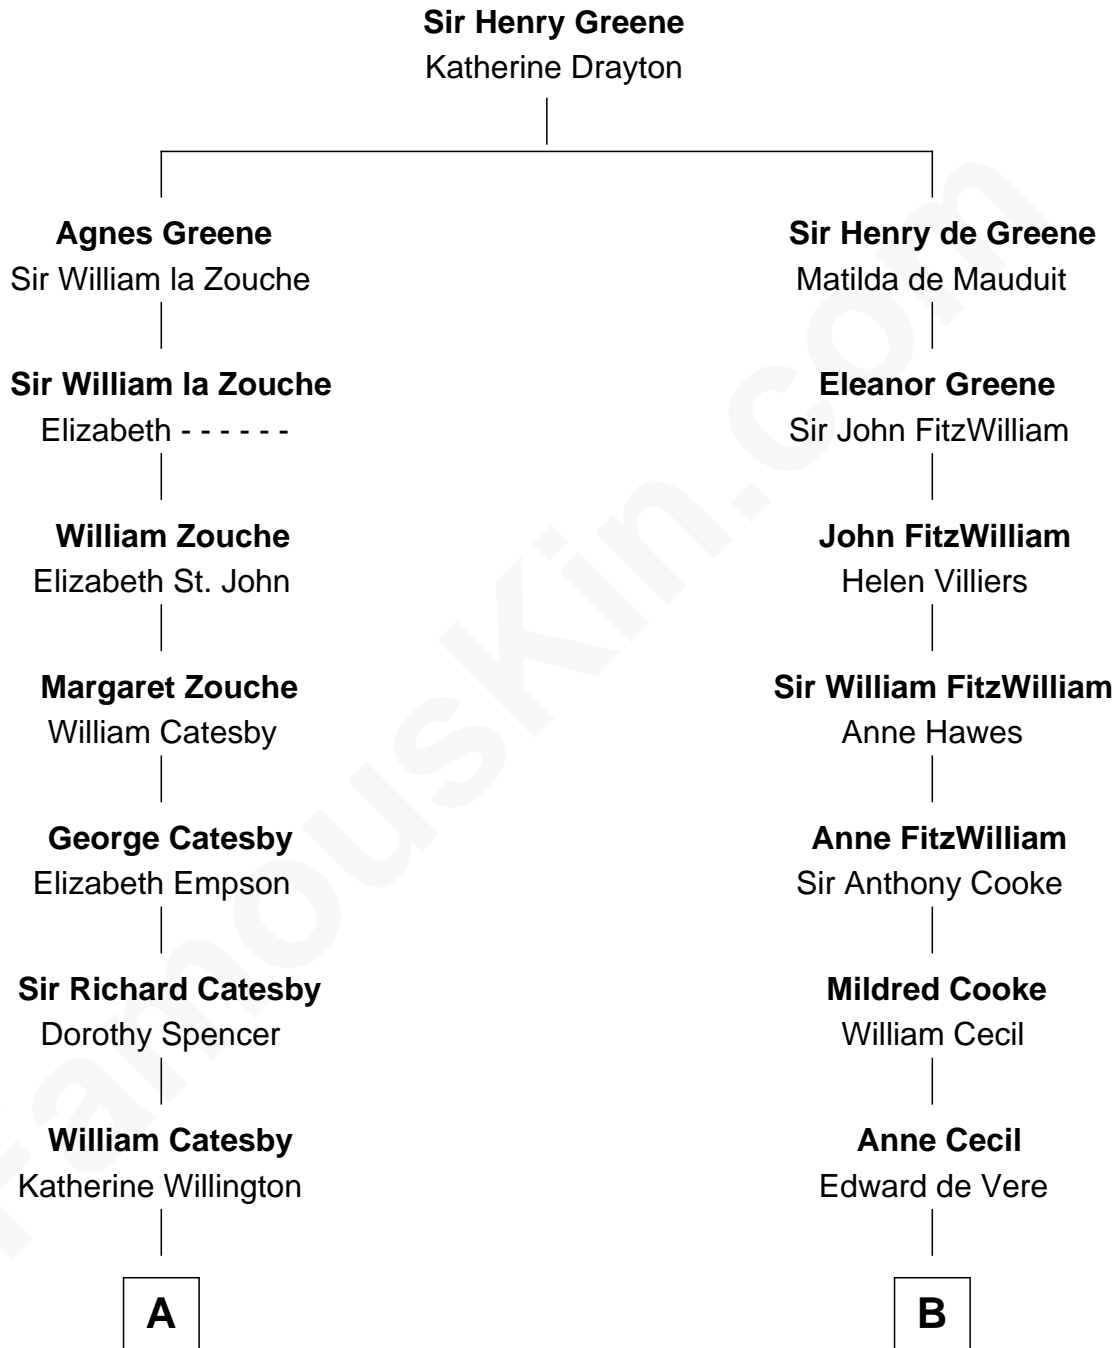 Sir Henry Greene
Katherine Drayton
Agnes Greene
Sir William la Zouche
Sir Henry de Greene
Matilda de Mauduit
Sir William la Zouche
Elizabeth - - - - - -
Eleanor Greene
Sir John FitzWilliam
William Zouche
Elizabeth St. John
John FitzWilliam
Helen Villiers
Margaret Zouche
William Catesby
Sir William FitzWilliam
Anne Hawes
George Catesby
Elizabeth Empson
Anne FitzWilliam
Sir Anthony Cooke
Sir Richard Catesby
Dorothy Spencer
Mildred Cooke
William Cecil
William Catesby
Katherine Willington
Anne Cecil
Edward de Vere
A
B
FamousKin.com